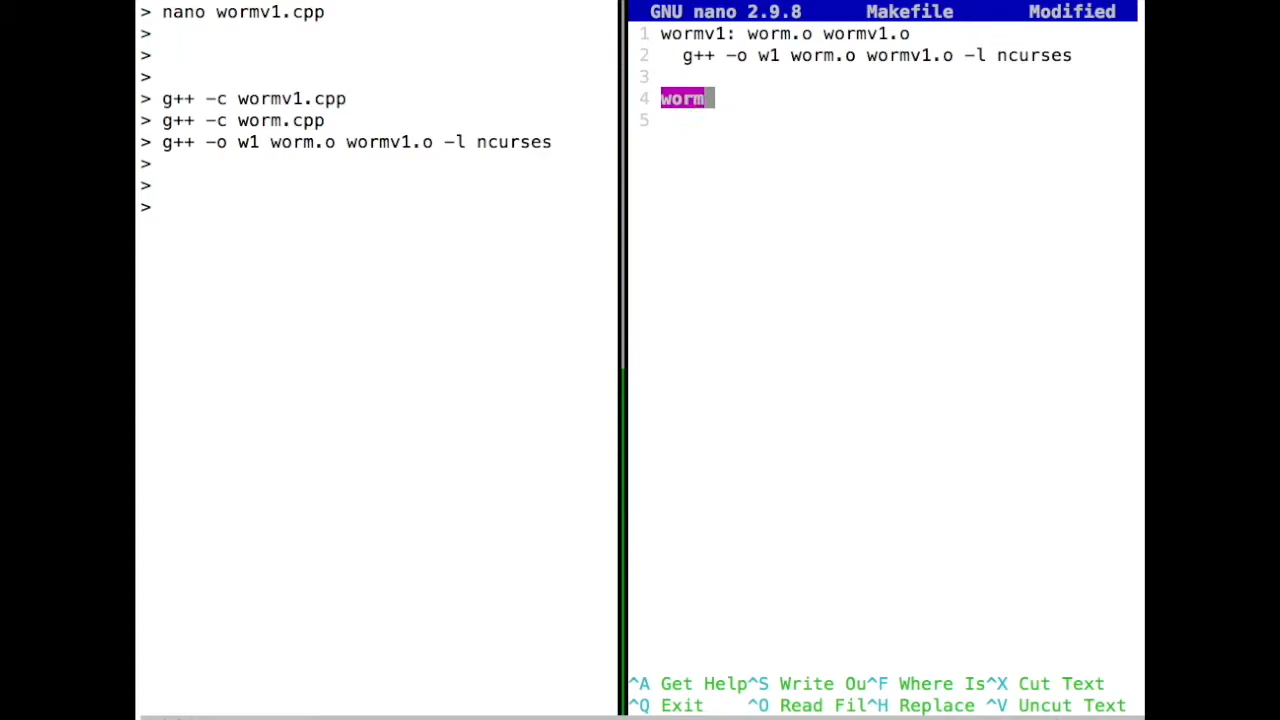 > nano wormv1.cpp
>
>
>
> g++ -c wormv1.cpp
> g++ -c worm.cpp
> g++ -o w1 worm.o wormv1.o -l ncurses
>
>
>
GNU nano 2.9.8 Makefile Modified
1 wormv1: worm.o wormv1.o
2 g++ -o w1 worm.o wormv1.o -l ncurses
3
4 worm
5
^A Get Help^S Write Ou^F Where Is^X Cut Text
^Q Exit ^O Read Fil^H Replace ^V Uncut Text